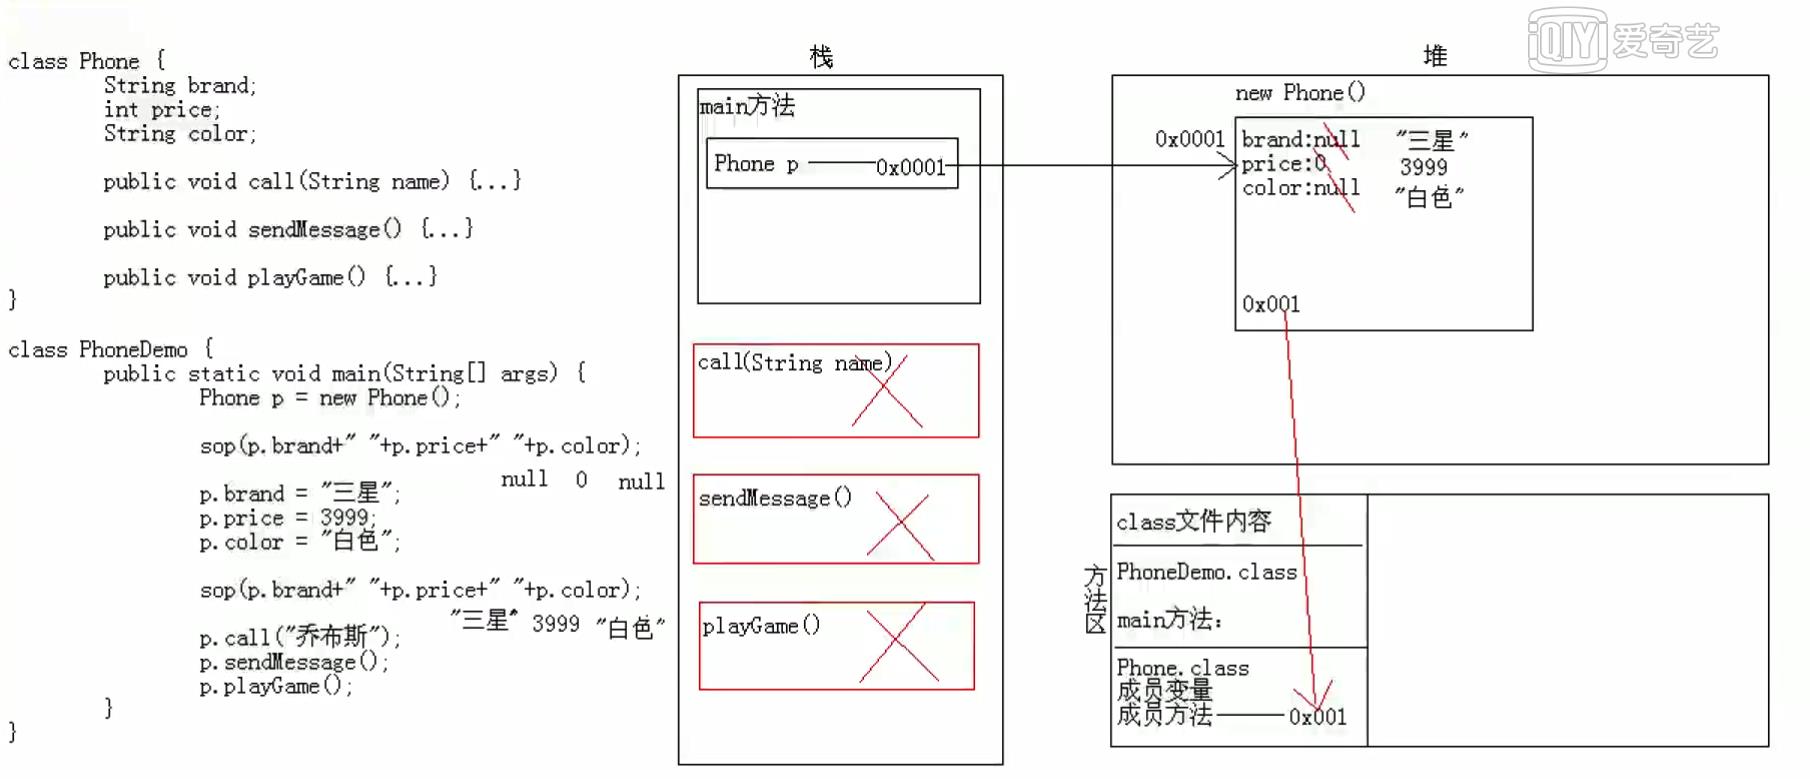 class Phone {
String brand;
int price;
String color;
public void call(String name) {...}
public void sendMessage() {...}
public void playGame() {...}
}
class PhoneDemo {
public static void main(String[] args) {
Phone p = new Phone();
sop(p.brand+" "+p.price+" "+p.color);
null 0 null
p.brand = "三星";
p.price = 3999;
p.color = "白色";
sop(p.brand+" "+p.price+" "+p.color);
"三星" 3999 "白色"
p.call("乔布斯");
p.sendMessage();
p.playGame();
}
}
栈
main方法
Phone p 0x0001
call(String name)
sendMessage()
playGame()
堆
new Phone()
0x0001
brand:null "三星"
price:0 3999
color:null "白色"
0x001
方法区
class文件内容
PhoneDemo.class
main方法:
Phone.class
成员变量
成员方法 0x001
QIY 爱奇艺